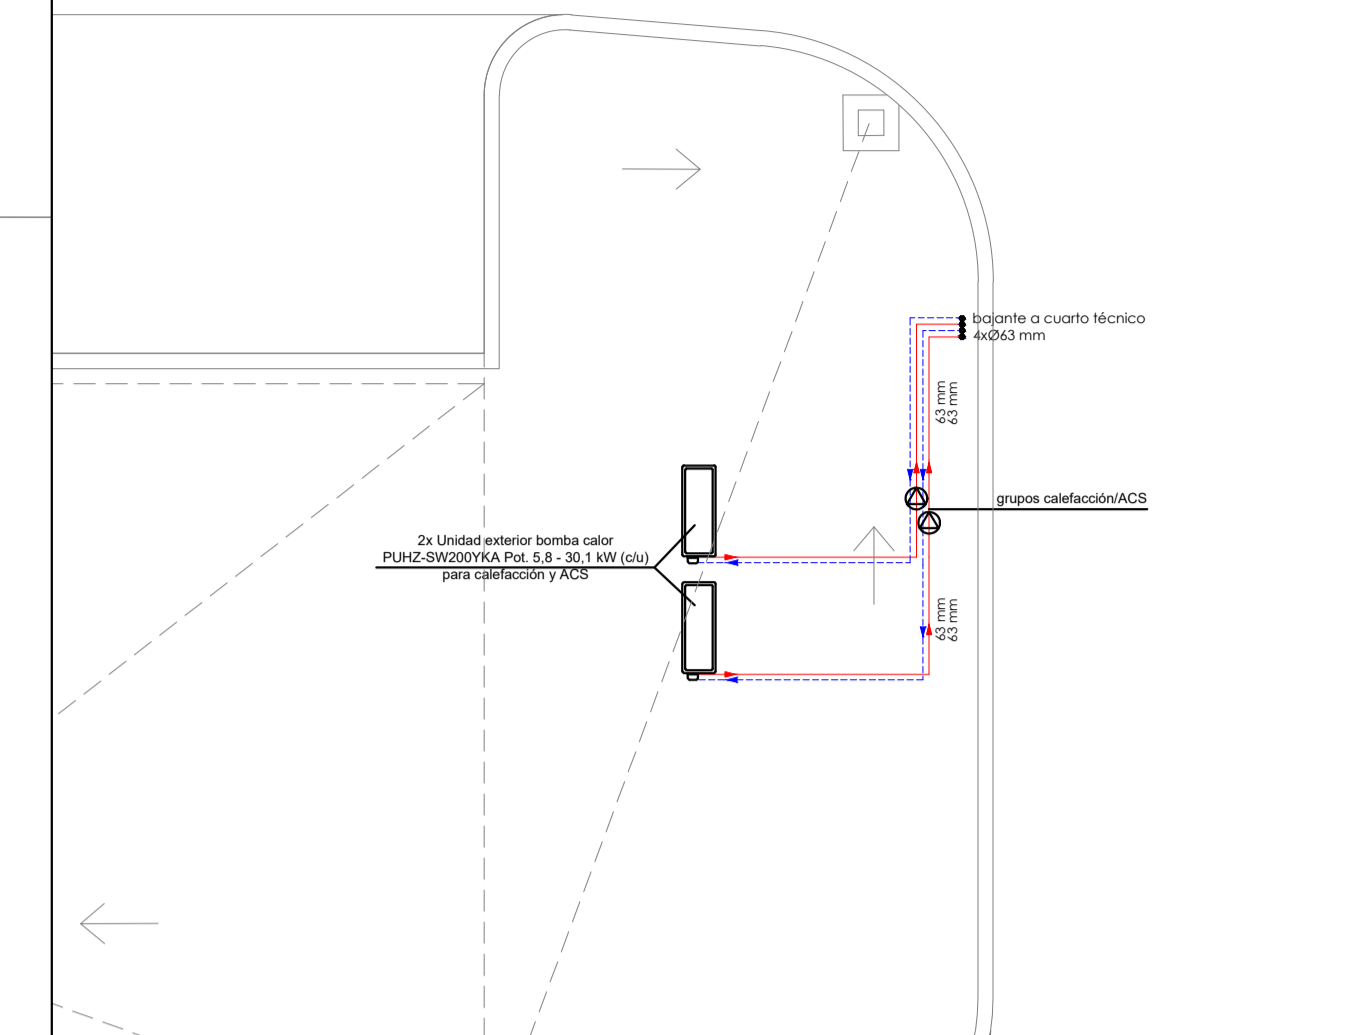 bajante a cuarto técnico
4xØ63 mm
63 mm
63 mm
grupos calefacción/ACS
2x Unidad exterior bomba calor
PUHZ-SW200YKA Pot. 5,8 - 30,1 kW (c/u)
para calefacción y ACS
63 mm
63 mm